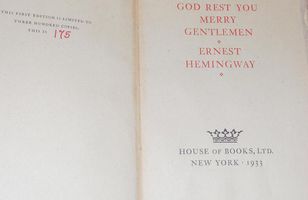 THIS FIRST EDITION IS LIMITED TO
THREE HUNDRED COPIES,
THIS IS 175
GOD REST YOU
MERRY
GENTLEMEN
ERNEST
HEMINGWAY
HOUSE OF BOOKS, LTD.
NEW YORK · 1933